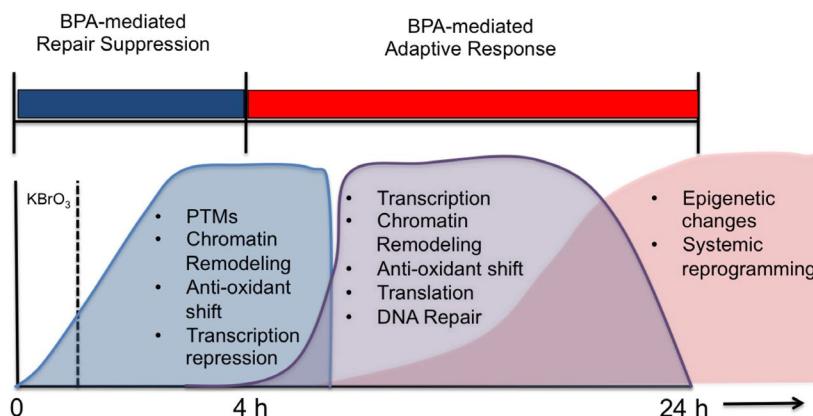 BPA-mediated
Repair Suppression
BPA-mediated
Adaptive Response
KBrO₃
• PTMs
• Chromatin
Remodeling
• Anti-oxidant
shift
• Transcription
repression
• Transcription
• Chromatin
Remodeling
• Anti-oxidant shift
• Translation
• DNA Repair
• Epigenetic
changes
• Systemic
reprogramming
0
4 h
24 h